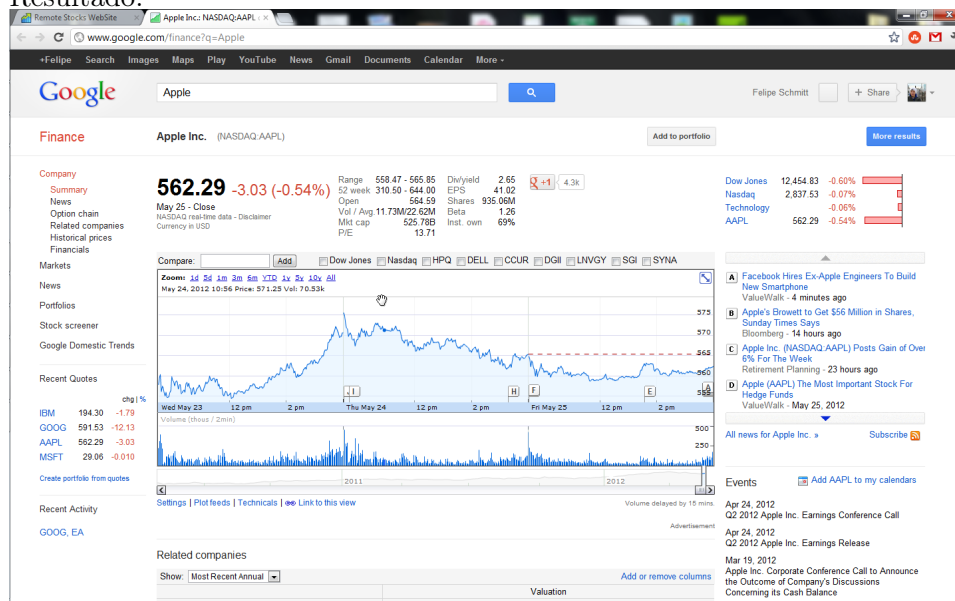 Resultado:
Remote Stocks WebSite
Apple Inc.: NASDAQ:AAPL
www.google.com/finance?q=Apple
+Felipe Search Images Maps Play YouTube News Gmail Documents Calendar More
Google
Apple
Felipe Schmitt
+ Share
Finance
Apple Inc. (NASDAQ:AAPL)
Add to portfolio
More results
Company
Summary
News
Option chain
Related companies
Historical prices
Financials
Markets
News
Portfolios
Stock screener
Google Domestic Trends
Recent Quotes
chg | %
IBM 194.30 -1.79
GOOG 591.53 -12.13
AAPL 562.29 -3.03
MSFT 29.06 -0.010
Create portfolio from quotes
Recent Activity
GOOG, EA
562.29 -3.03 (-0.54%)
May 25 - Close
NASDAQ real-time data - Disclaimer
Currency in USD
Range 558.47 - 565.85
52 week 310.50 - 644.00
Open 564.59
Vol / Avg. 11.73M/22.62M
Mkt cap 525.78B
P/E 13.71
Div/yield 2.65
EPS 41.02
Shares 935.06M
Beta 1.26
Inst. own 69%
+1 4.3k
Compare: Add Dow Jones Nasdaq HPQ DELL CCUR DGII LNVGY SGI SYNA
Zoom: 1d 5d 1m 3m 6m YTD 1y 5y 10y All
May 24, 2012 10:56 Price: 571.25 Vol: 70.53k
575
570
565
560
555
I
H
F
E
A
Wed May 23 12 pm 2 pm Thu May 24 12 pm 2 pm Fri May 25 12 pm 2 pm
Volume (thous / 2min)
500
250
2011 2012
Settings | Plot feeds | Technicals | Link to this view
Volume delayed by 15 mins.
Advertisement
Related companies
Show: Most Recent Annual
Add or remove columns
Valuation
Dow Jones 12,454.83 -0.60%
Nasdaq 2,837.53 -0.07%
Technology -0.06%
AAPL 562.29 -0.54%
A Facebook Hires Ex-Apple Engineers To Build
New Smartphone
ValueWalk - 4 minutes ago
B Apple's Browett to Get $56 Million in Shares,
Sunday Times Says
Bloomberg - 14 hours ago
C Apple Inc. (NASDAQ:AAPL) Posts Gain of Over
6% For The Week
Retirement Planning - 23 hours ago
D Apple (AAPL) The Most Important Stock For
Hedge Funds
ValueWalk - May 25, 2012
All news for Apple Inc. »
Subscribe
Events
Add AAPL to my calendars
Apr 24, 2012
Q2 2012 Apple Inc. Earnings Conference Call
Apr 24, 2012
Q2 2012 Apple Inc. Earnings Release
Mar 19, 2012
Apple Inc. Corporate Conference Call to Announce
the Outcome of Company's Discussions
Concerning its Cash Balance